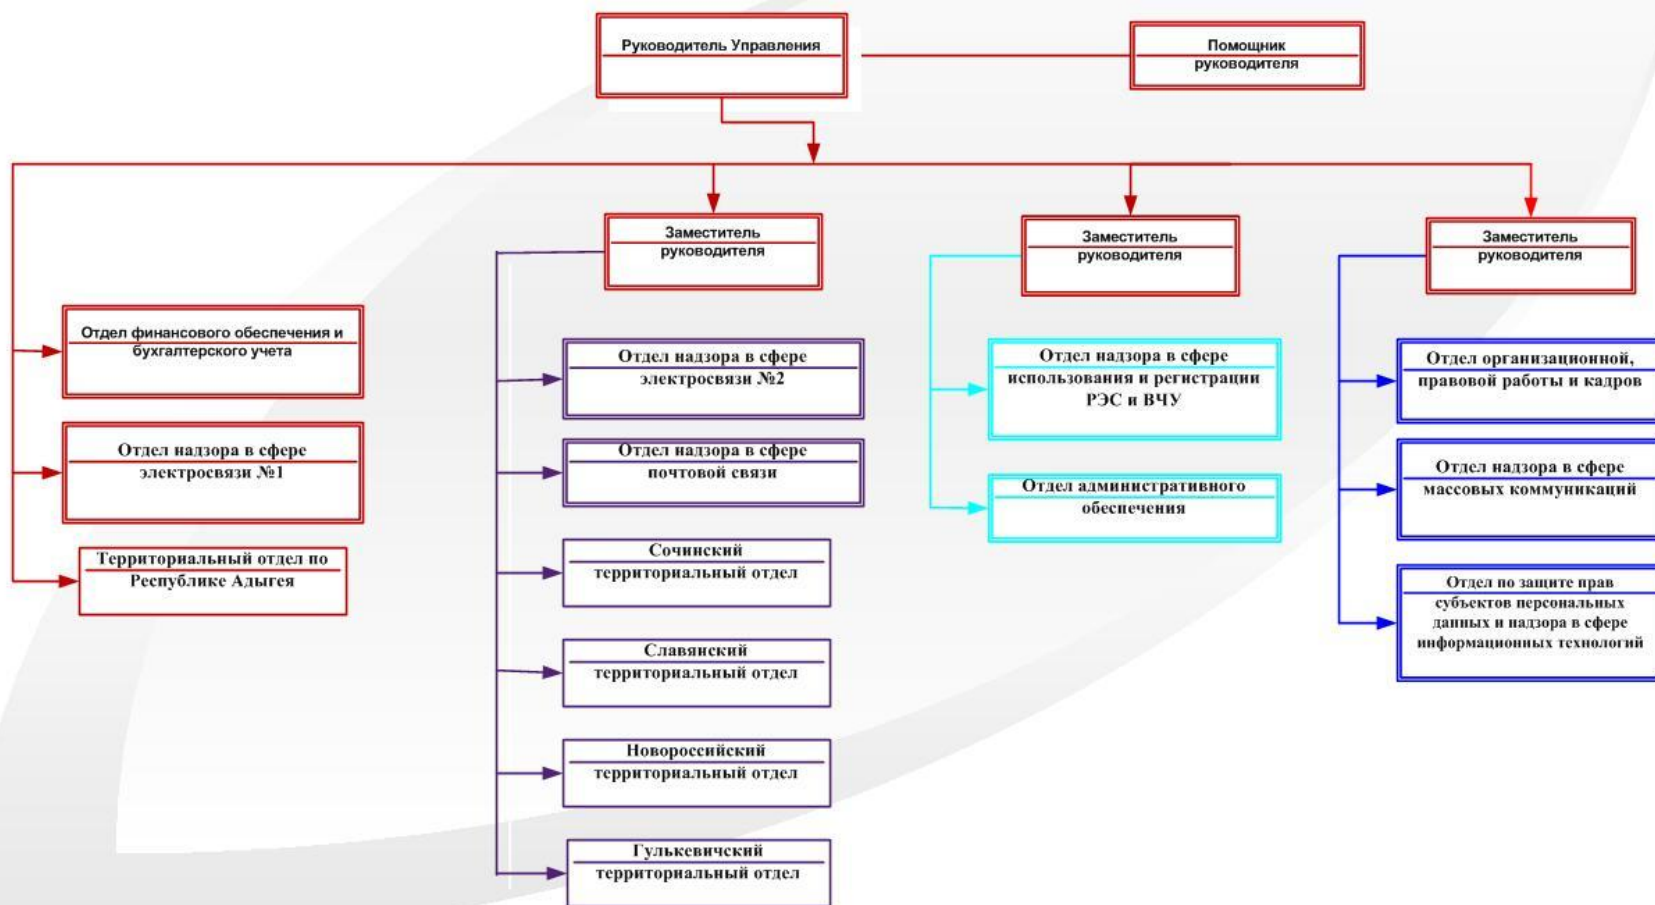 Руководитель Управления
Помощник
руководителя
Заместитель
руководителя
Заместитель
руководителя
Заместитель
руководителя
Отдел финансового обеспечения и
бухгалтерского учета
Отдел надзора в сфере
электросвязи №1
Территориальный отдел по
Республике Адыгея
Отдел надзора в сфере
электросвязи №2
Отдел надзора в сфере
почтовой связи
Сочинский
территориальный отдел
Славянский
территориальный отдел
Новороссийский
территориальный отдел
Гулькевичский
территориальный отдел
Отдел надзора в сфере
использования и регистрации
РЭС и ВЧУ
Отдел административного
обеспечения
Отдел организационной,
правовой работы и кадров
Отдел надзора в сфере
массовых коммуникаций
Отдел по защите прав
субъектов персональных
данных и надзора в сфере
информационных технологий